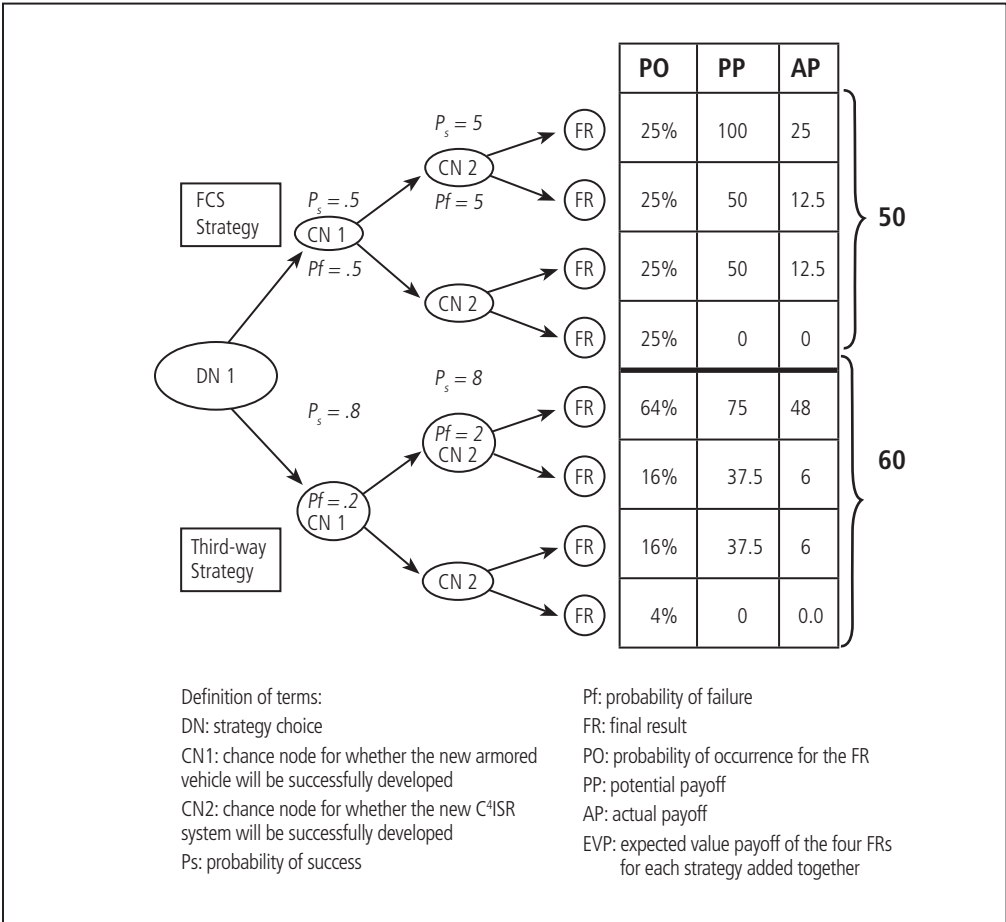 PO PP AP
P_s = 5
FR 25% 100 25
CN 2
FCS
Strategy
P_s = .5
Pf = 5
FR 25% 50 12.5
50
CN 1
Pf = .5
FR 25% 50 12.5
CN 2
FR 25% 0 0
DN 1
P_s = 8
P_s = .8
FR 64% 75 48
Pf = 2
CN 2
60
FR 16% 37.5 6
Pf = .2
CN 1
Third-way
Strategy
FR 16% 37.5 6
CN 2
FR 4% 0 0.0
Definition of terms:
DN: strategy choice
CN1: chance node for whether the new armored
vehicle will be successfully developed
CN2: chance node for whether the new C⁴ISR
system will be successfully developed
Ps: probability of success
Pf: probability of failure
FR: final result
PO: probability of occurrence for the FR
PP: potential payoff
AP: actual payoff
EVP: expected value payoff of the four FRs
for each strategy added together